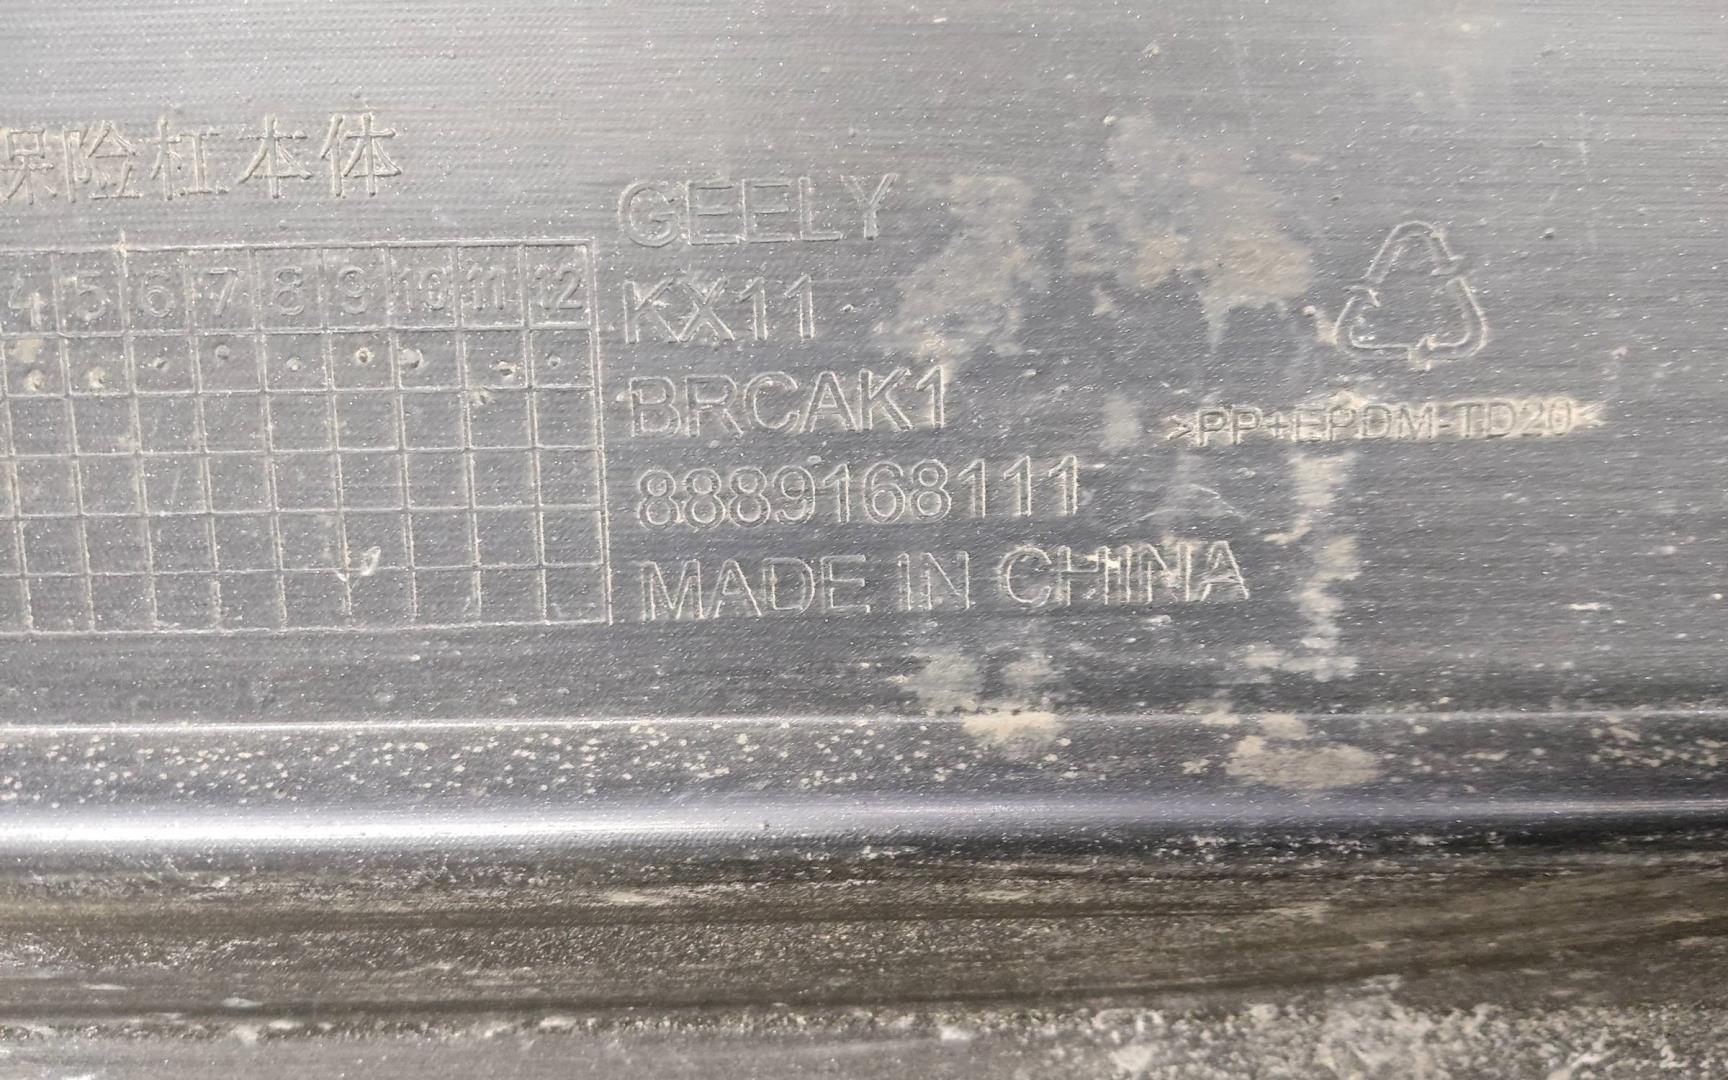 保险杠本体
4 5 6 7 8 9 10 11 12
GEELY
KX11
BRCAK1
8889168111
MADE IN CHINA
>PP+EPDM-TD20<